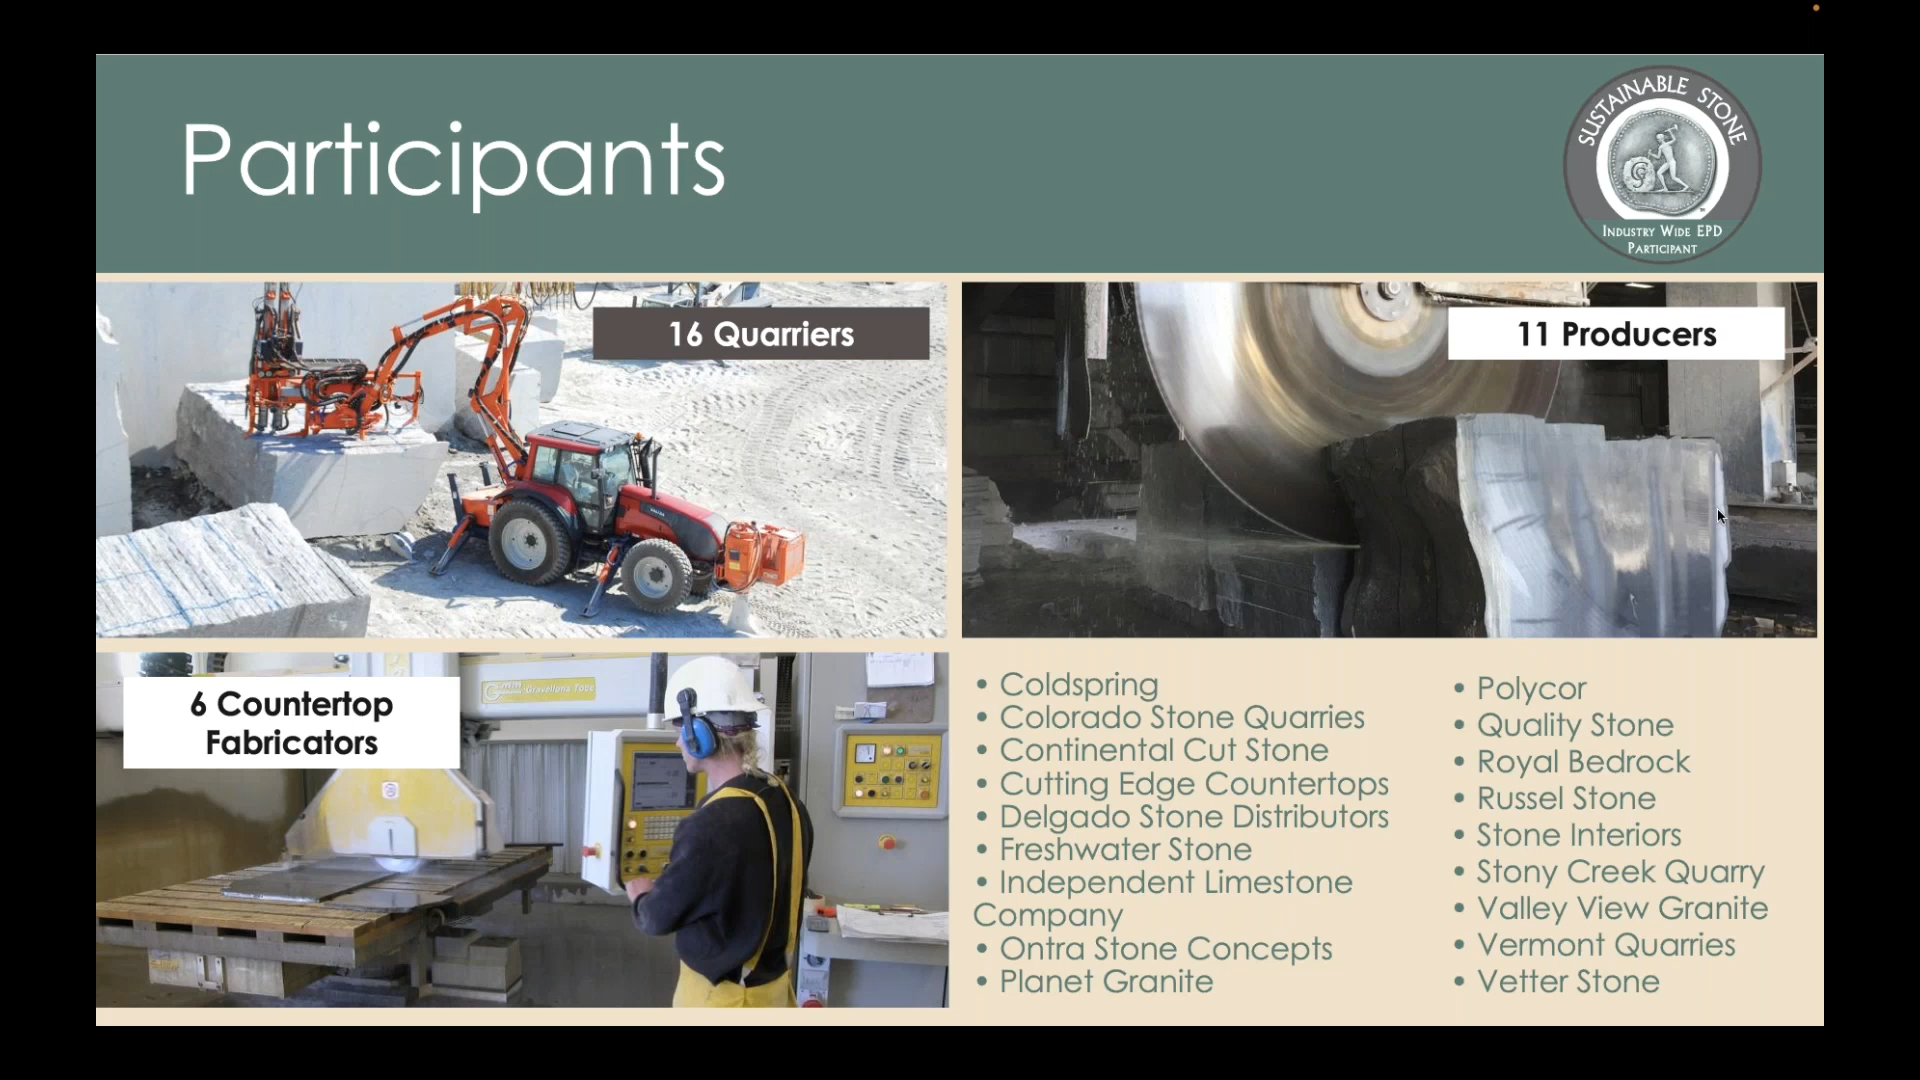 Participants
SUSTAINABLE STONE
INDUSTRY WIDE EPD
PARTICIPANT
16 Quarriers
11 Producers
6 Countertop
Fabricators
Gravellona Toce
• Coldspring
• Colorado Stone Quarries
• Continental Cut Stone
• Cutting Edge Countertops
• Delgado Stone Distributors
• Freshwater Stone
• Independent Limestone
Company
• Ontra Stone Concepts
• Planet Granite
• Polycor
• Quality Stone
• Royal Bedrock
• Russel Stone
• Stone Interiors
• Stony Creek Quarry
• Valley View Granite
• Vermont Quarries
• Vetter Stone